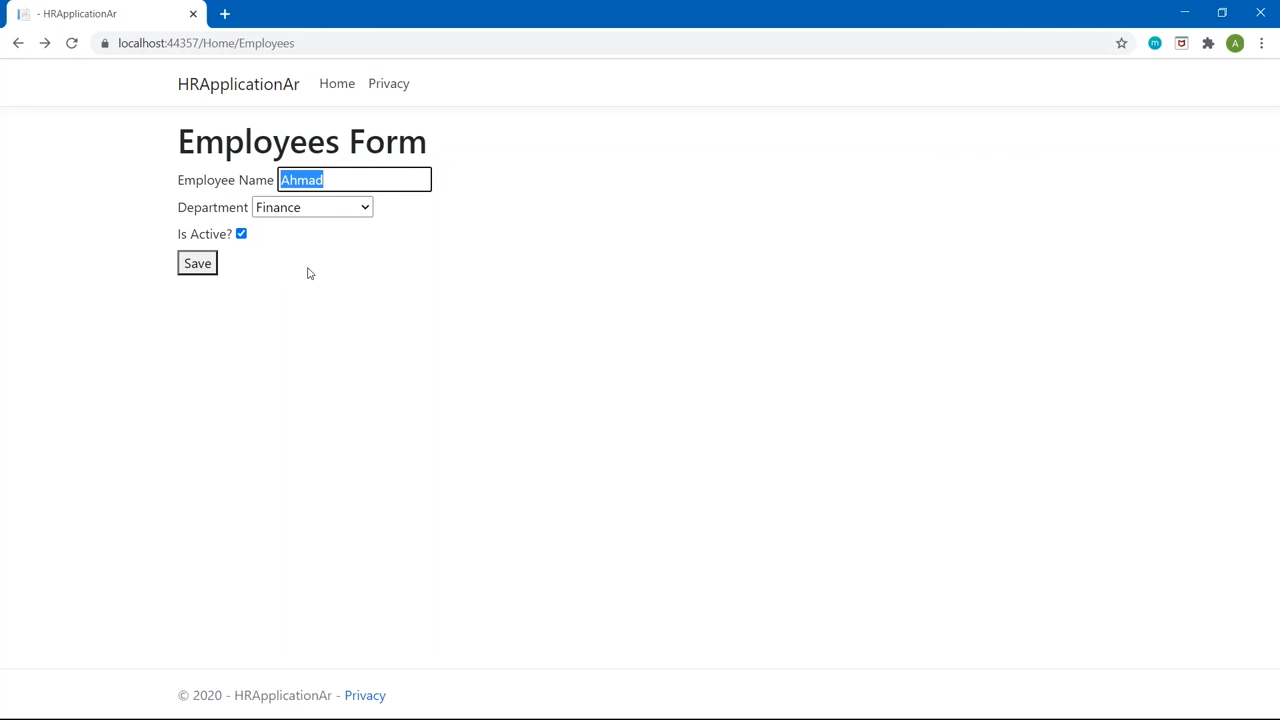 - HRApplicationAr
localhost:44357/Home/Employees
m
A
HRApplicationAr Home Privacy
Employees Form
Employee Name Ahmad
Department Finance
Is Active?
Save
© 2020 - HRApplicationAr - Privacy